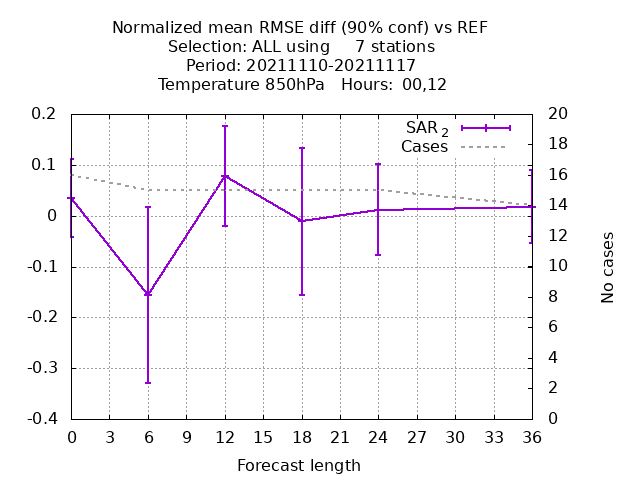 Normalized mean RMSE diff (90% conf) vs REF
Selection: ALL using 7 stations
Period: 20211110-20211117
Temperature 850hPa Hours: 00,12
SAR 2
Cases
0.2
0.1
0
-0.1
-0.2
-0.3
-0.4
20
18
16
14
12
10
8
6
4
2
0
No cases
0 3 6 9 12 15 18 21 24 27 30 33 36
Forecast length